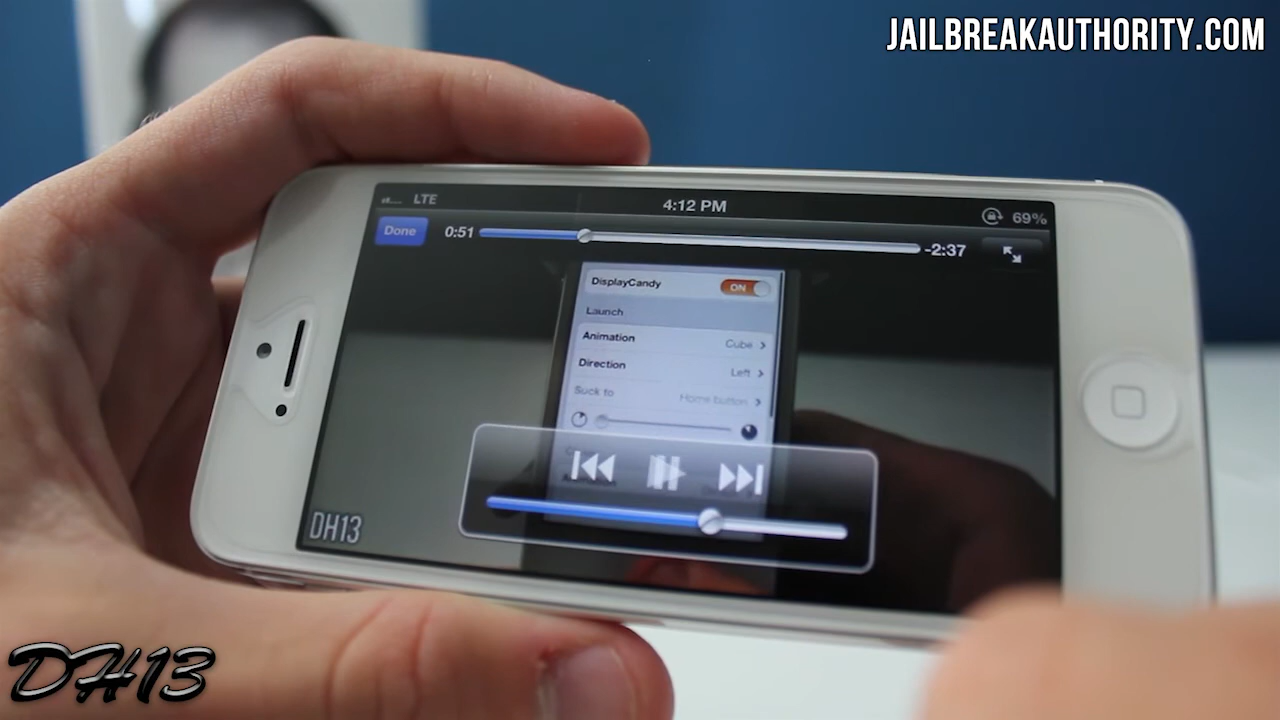 JAILBREAKAUTHORITY.COM
LTE
4:12 PM
69%
Done
0:51
-2:37
DisplayCandy
ON
Launch
Animation
Cube
Direction
Left
Suck to
Home button
DH13
DH13